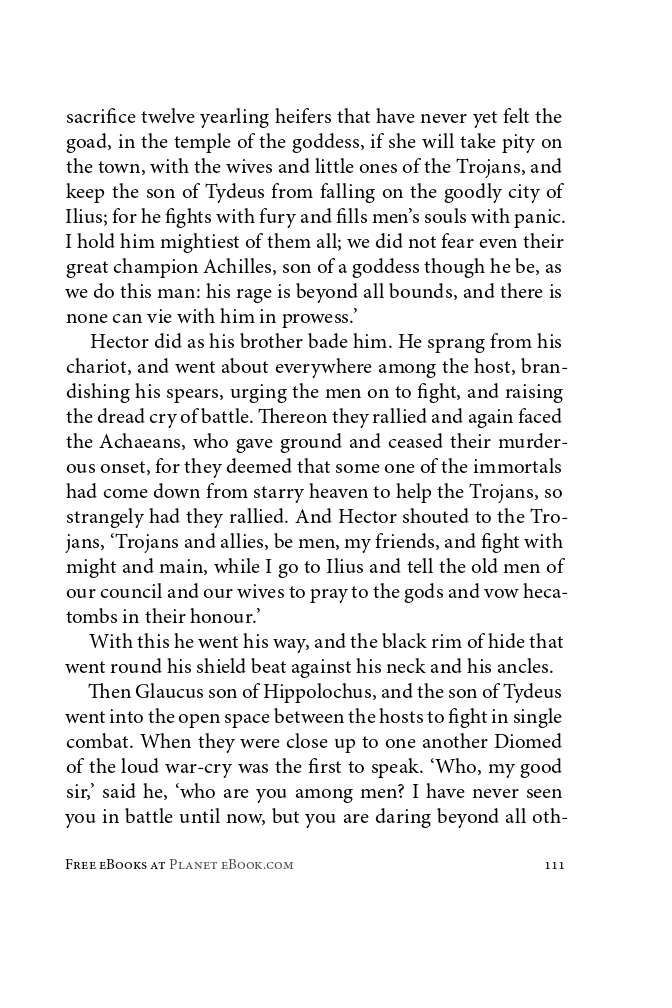 sacrifice twelve yearling heifers that have never yet felt the
goad, in the temple of the goddess, if she will take pity on
the town, with the wives and little ones of the Trojans, and
keep the son of Tydeus from falling on the goodly city of
Ilius; for he fights with fury and fills men’s souls with panic.
I hold him mightiest of them all; we did not fear even their
great champion Achilles, son of a goddess though he be, as
we do this man: his rage is beyond all bounds, and there is
none can vie with him in prowess.’
Hector did as his brother bade him. He sprang from his
chariot, and went about everywhere among the host, bran-
dishing his spears, urging the men on to fight, and raising
the dread cry of battle. Thereon they rallied and again faced
the Achaeans, who gave ground and ceased their murder-
ous onset, for they deemed that some one of the immortals
had come down from starry heaven to help the Trojans, so
strangely had they rallied. And Hector shouted to the Tro-
jans, ‘Trojans and allies, be men, my friends, and fight with
might and main, while I go to Ilius and tell the old men of
our council and our wives to pray to the gods and vow heca-
tombs in their honour.’
With this he went his way, and the black rim of hide that
went round his shield beat against his neck and his ancles.
Then Glaucus son of Hippolochus, and the son of Tydeus
went into the open space between the hosts to fight in single
combat. When they were close up to one another Diomed
of the loud war-cry was the first to speak. ‘Who, my good
sir,’ said he, ‘who are you among men? I have never seen
you in battle until now, but you are daring beyond all oth-
Free eBooks at Planet eBook.com 111